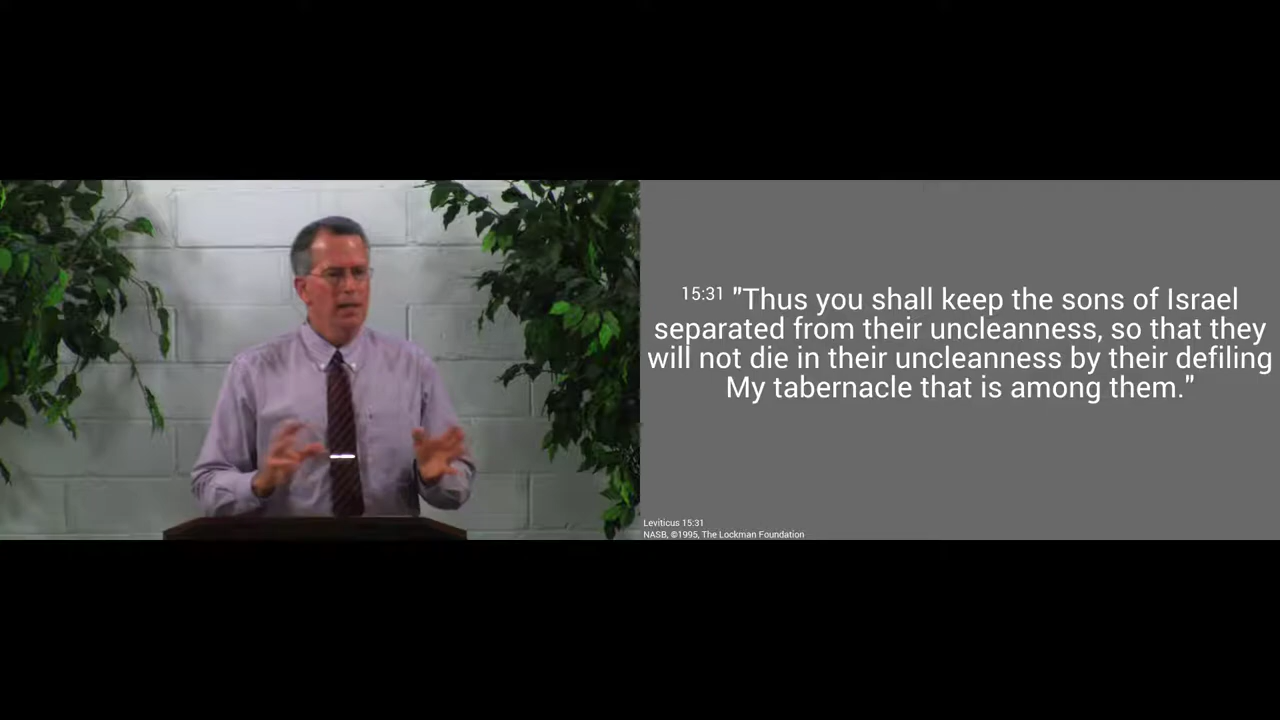 15:31 "Thus you shall keep the sons of Israel
separated from their uncleanness, so that they
will not die in their uncleanness by their defiling
My tabernacle that is among them."
Leviticus 15:31
NASB, ©1995, The Lockman Foundation